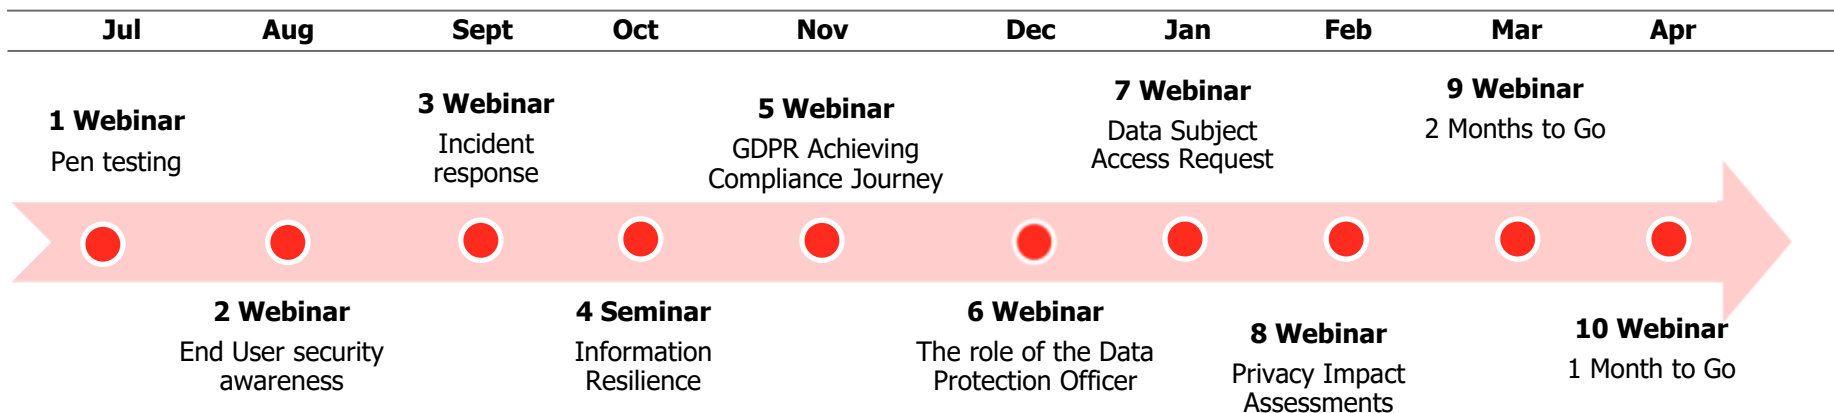 Jul Aug Sept Oct Nov Dec Jan Feb Mar Apr
1 Webinar
Pen testing
2 Webinar
End User security
awareness
3 Webinar
Incident
response
4 Seminar
Information
Resilience
5 Webinar
GDPR Achieving
Compliance Journey
6 Webinar
The role of the Data
Protection Officer
7 Webinar
Data Subject
Access Request
8 Webinar
Privacy Impact
Assessments
9 Webinar
2 Months to Go
10 Webinar
1 Month to Go